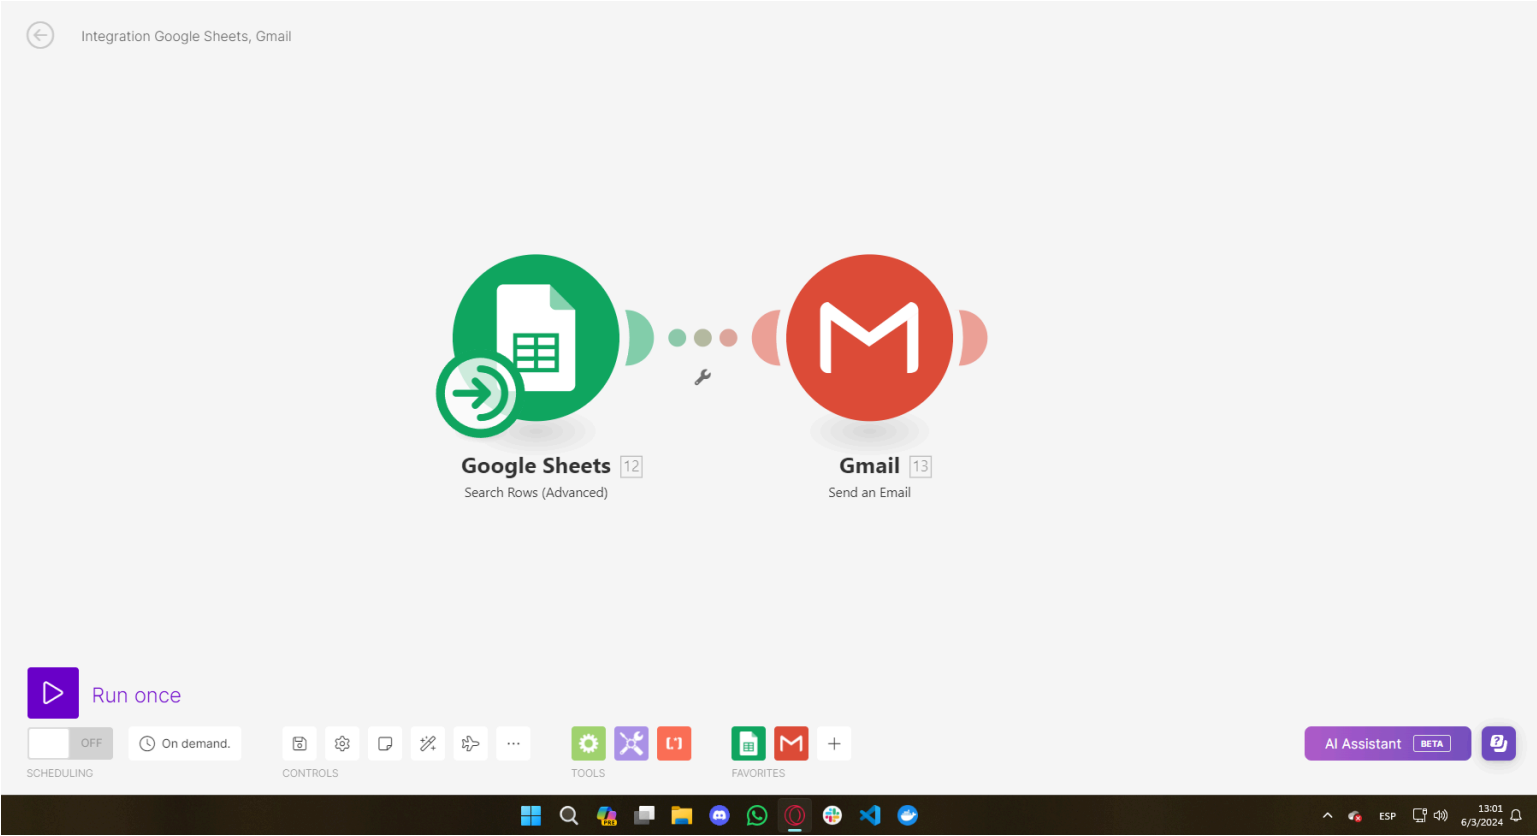 Integration Google Sheets, Gmail
Google Sheets 12
Search Rows (Advanced)
Gmail 13
Send an Email
Run once
OFF
On demand.
SCHEDULING
CONTROLS
TOOLS
FAVORITES
AI Assistant BETA
PRE
ESP
13:01
6/3/2024